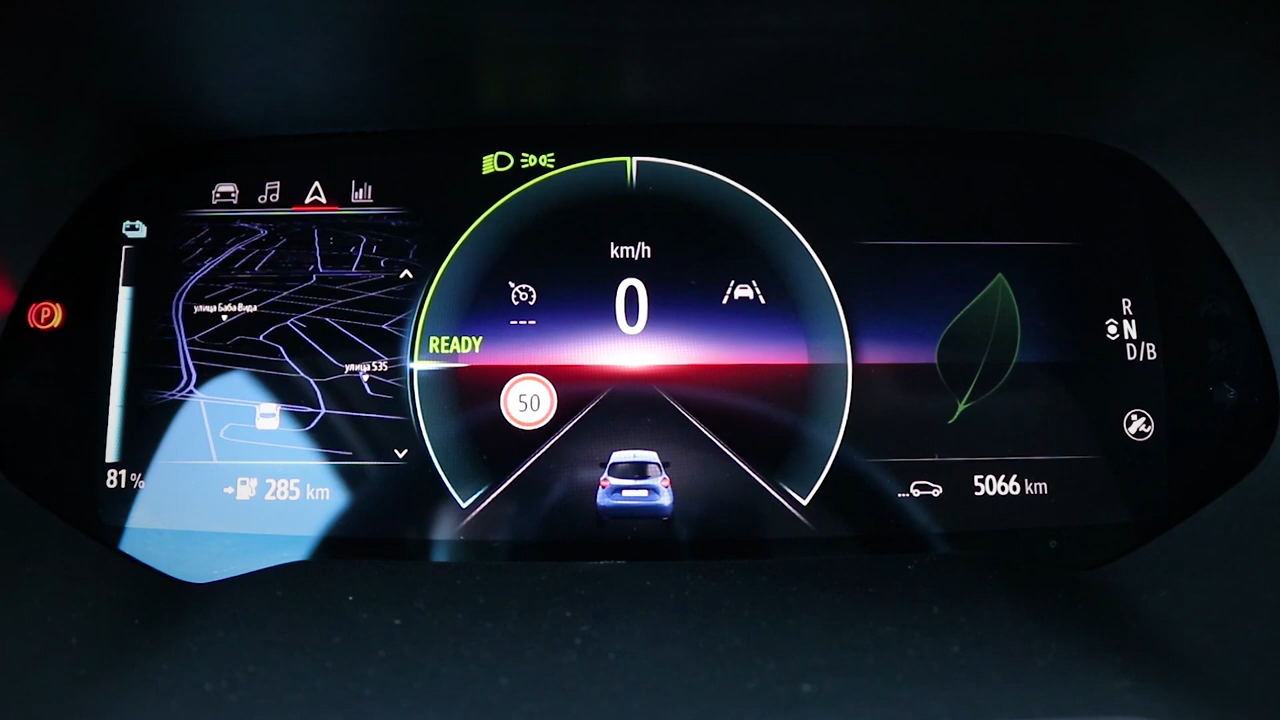 km/h
0
улица Баба Вида
READY
улица 535
50
R
N
D/B
P
81 %
285 km
5066 km